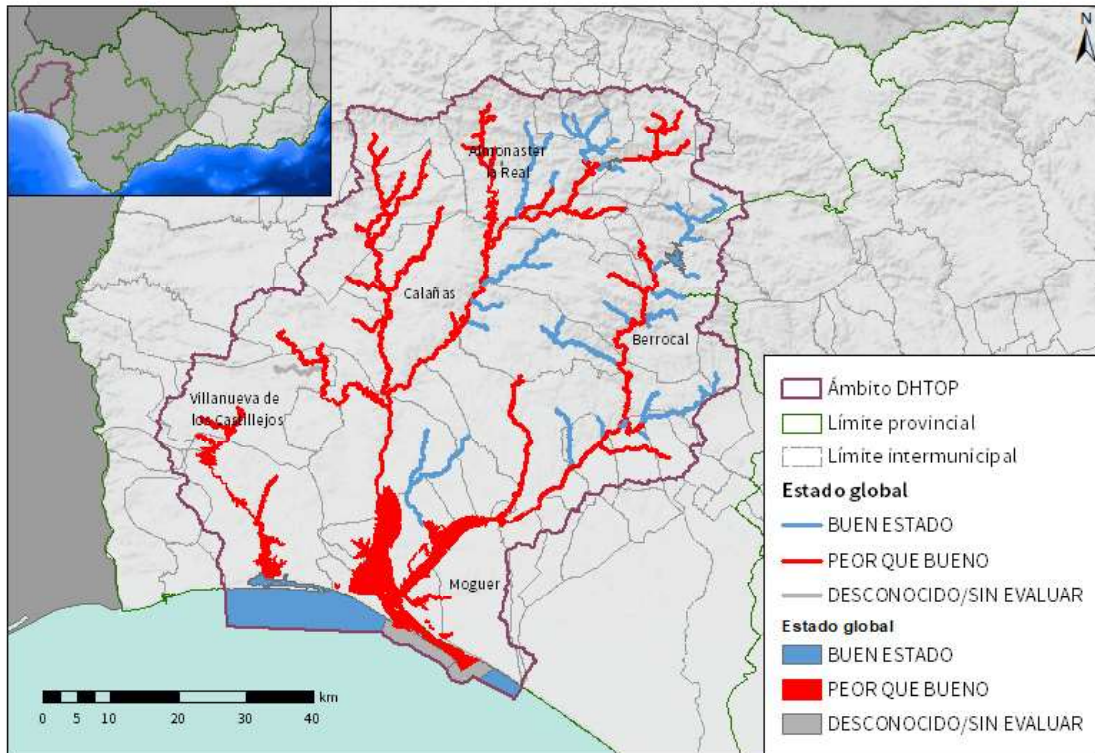 N
Almonaster
la Real
Calañas
Berrocal
Villanueva de
los Castillejos
Moguer
km
0 5 10 20 30 40
Ámbito DHTOP
Límite provincial
Límite intermunicipal
Estado global
BUEN ESTADO
PEOR QUE BUENO
DESCONOCIDO/SIN EVALUAR
Estado global
BUEN ESTADO
PEOR QUE BUENO
DESCONOCIDO/SIN EVALUAR